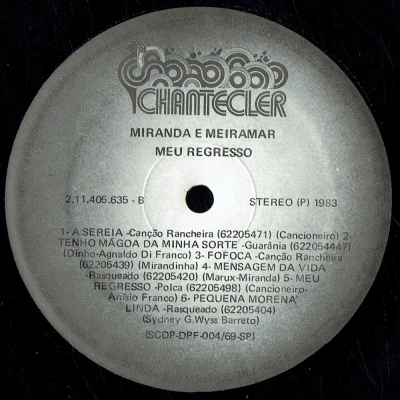 CHANTECLER
MIRANDA E MEIRAMAR
MEU REGRESSO
2.11.405.635 - B
STEREO (P) 1983
1- A SEREIA -Canção Rancheira (62205471) (Cancioneiro) 2-
TENHO MÁGOA DA MINHA SORTE -Guarânia (622054447)
(Dinho-Agnaldo Di Franco) 3- FOFOCA -Canção Rancheira
(62205439) (Mirandinha) 4- MENSAGEM DA VIDA
-Rasqueado (62205420) (Marux-Miranda) 5- MEU
REGRESSO -Polca (62205498) (Cancioneiro-
Anísio Franco) 6- PEQUENA MORENA
LINDA -Rasqueado (62205404)
(Sydney G.Wyss Barreto)
(SCDP-DPF-004/69-SP)